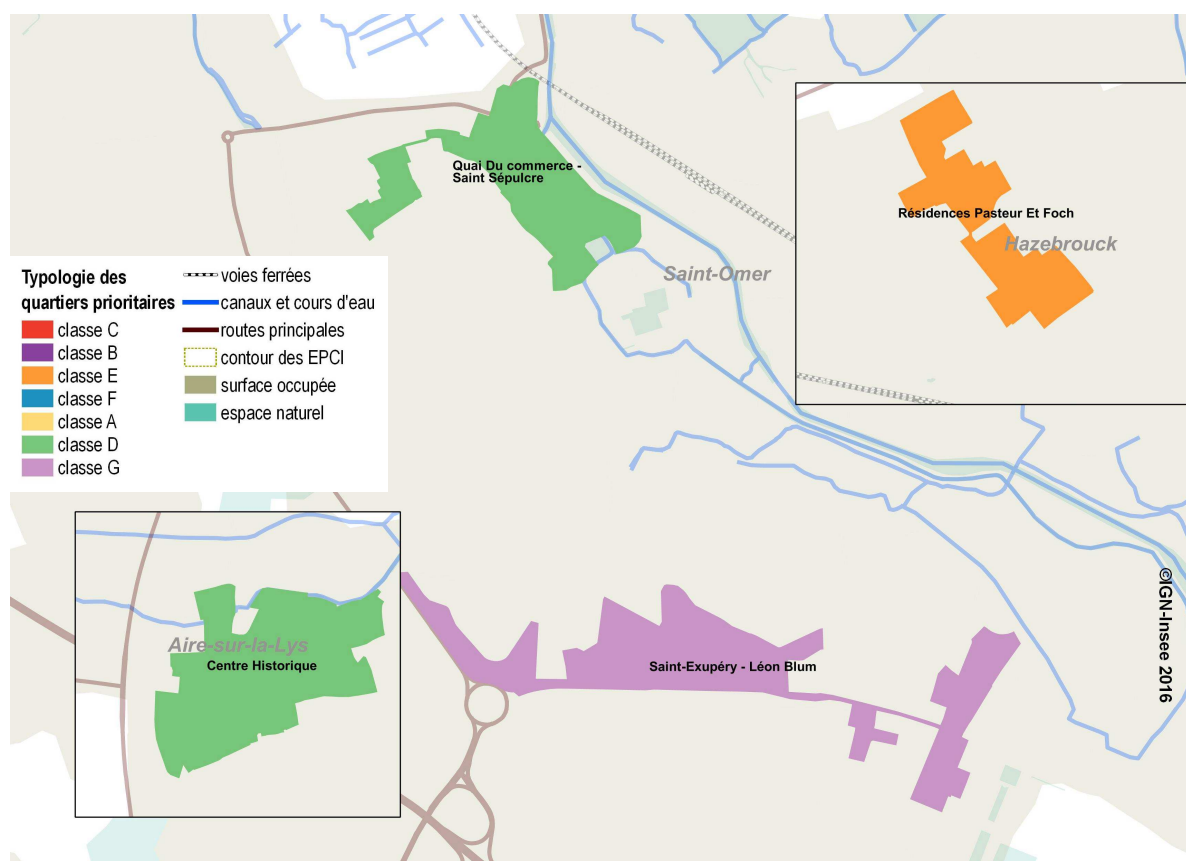 Quai Du commerce -
Saint Sépulcre
Résidences Pasteur Et Foch
Hazebrouck
Saint-Omer
Typologie des
quartiers prioritaires
classe C
classe B
classe E
classe F
classe A
classe D
classe G
voies ferrées
canaux et cours d'eau
routes principales
contour des EPCI
surface occupée
espace naturel
Aire-sur-la-Lys
Centre Historique
Saint-Exupéry - Léon Blum
©IGN-Insee 2016